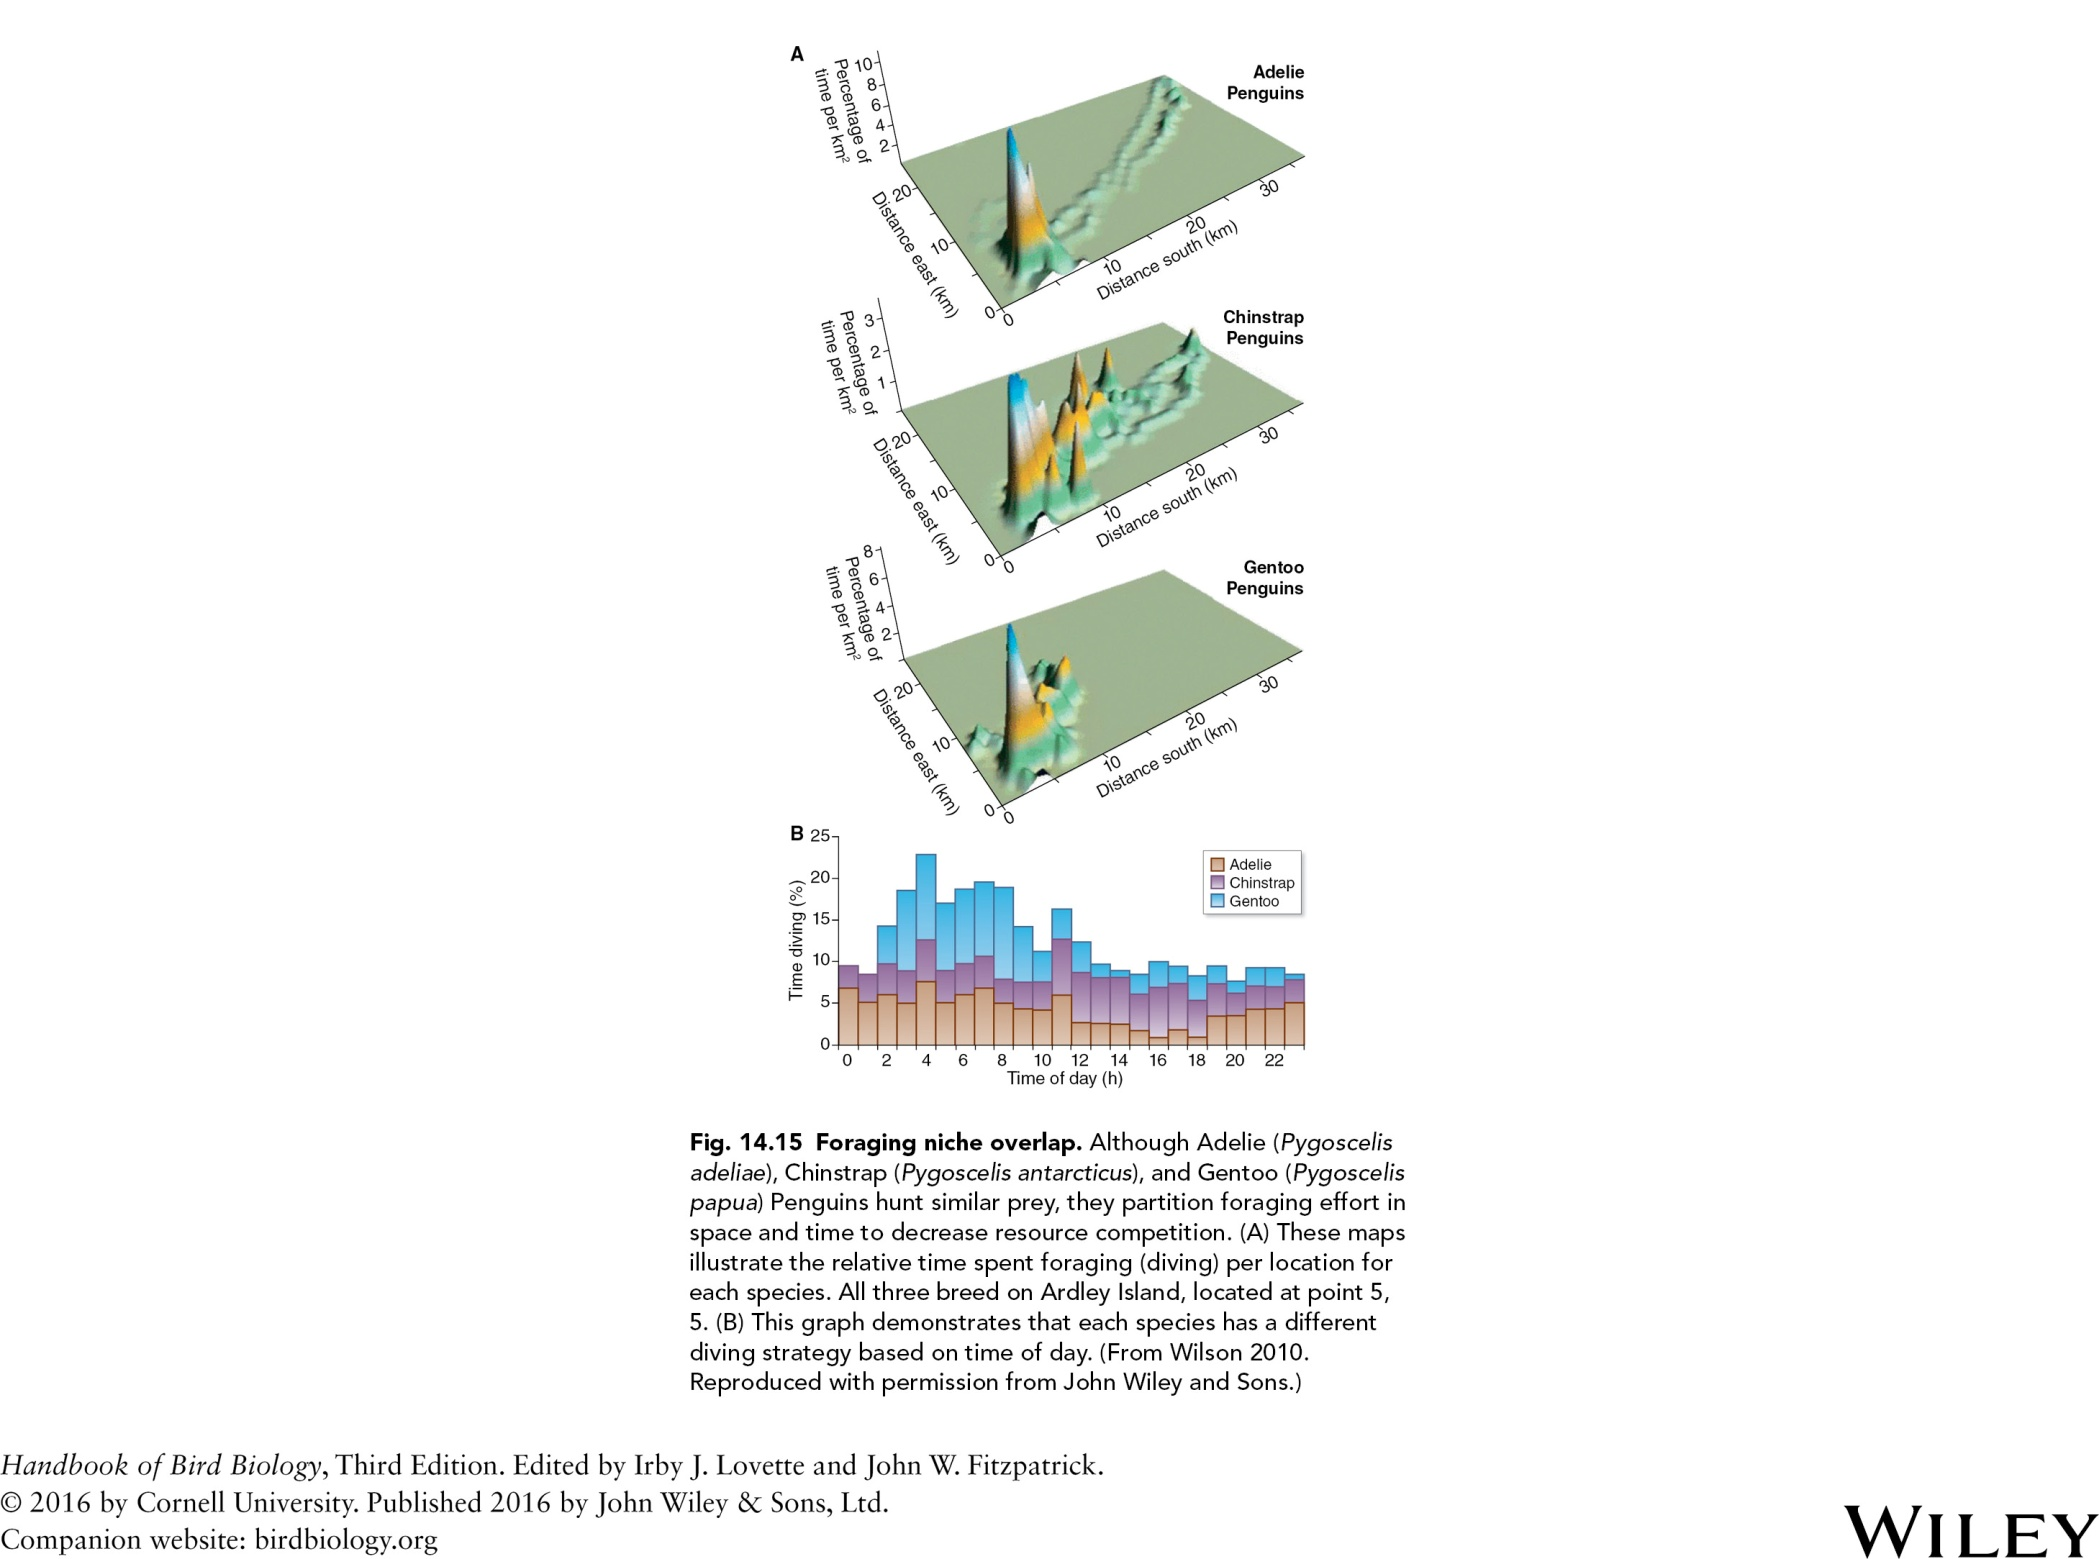 A
Adelie
Penguins
Percentage of
time per km²
10
8
6
4
2
20
10
0
Distance east (km)
0
10
20
30
Distance south (km)
Chinstrap
Penguins
Percentage of
time per km²
3
2
1
20
10
0
Distance east (km)
0
10
20
30
Distance south (km)
Gentoo
Penguins
Percentage of
time per km²
8
6
4
2
20
10
0
Distance east (km)
0
10
20
30
Distance south (km)
B
25
20
15
10
5
0
Time diving (%)
Adelie
Chinstrap
Gentoo
0 2 4 6 8 10 12 14 16 18 20 22
Time of day (h)
Fig. 14.15 Foraging niche overlap. Although Adelie (Pygoscelis
adeliae), Chinstrap (Pygoscelis antarcticus), and Gentoo (Pygoscelis
papua) Penguins hunt similar prey, they partition foraging effort in
space and time to decrease resource competition. (A) These maps
illustrate the relative time spent foraging (diving) per location for
each species. All three breed on Ardley Island, located at point 5,
5. (B) This graph demonstrates that each species has a different
diving strategy based on time of day. (From Wilson 2010.
Reproduced with permission from John Wiley and Sons.)
Handbook of Bird Biology, Third Edition. Edited by Irby J. Lovette and John W. Fitzpatrick.
© 2016 by Cornell University. Published 2016 by John Wiley & Sons, Ltd.
Companion website: birdbiology.org
WILEY